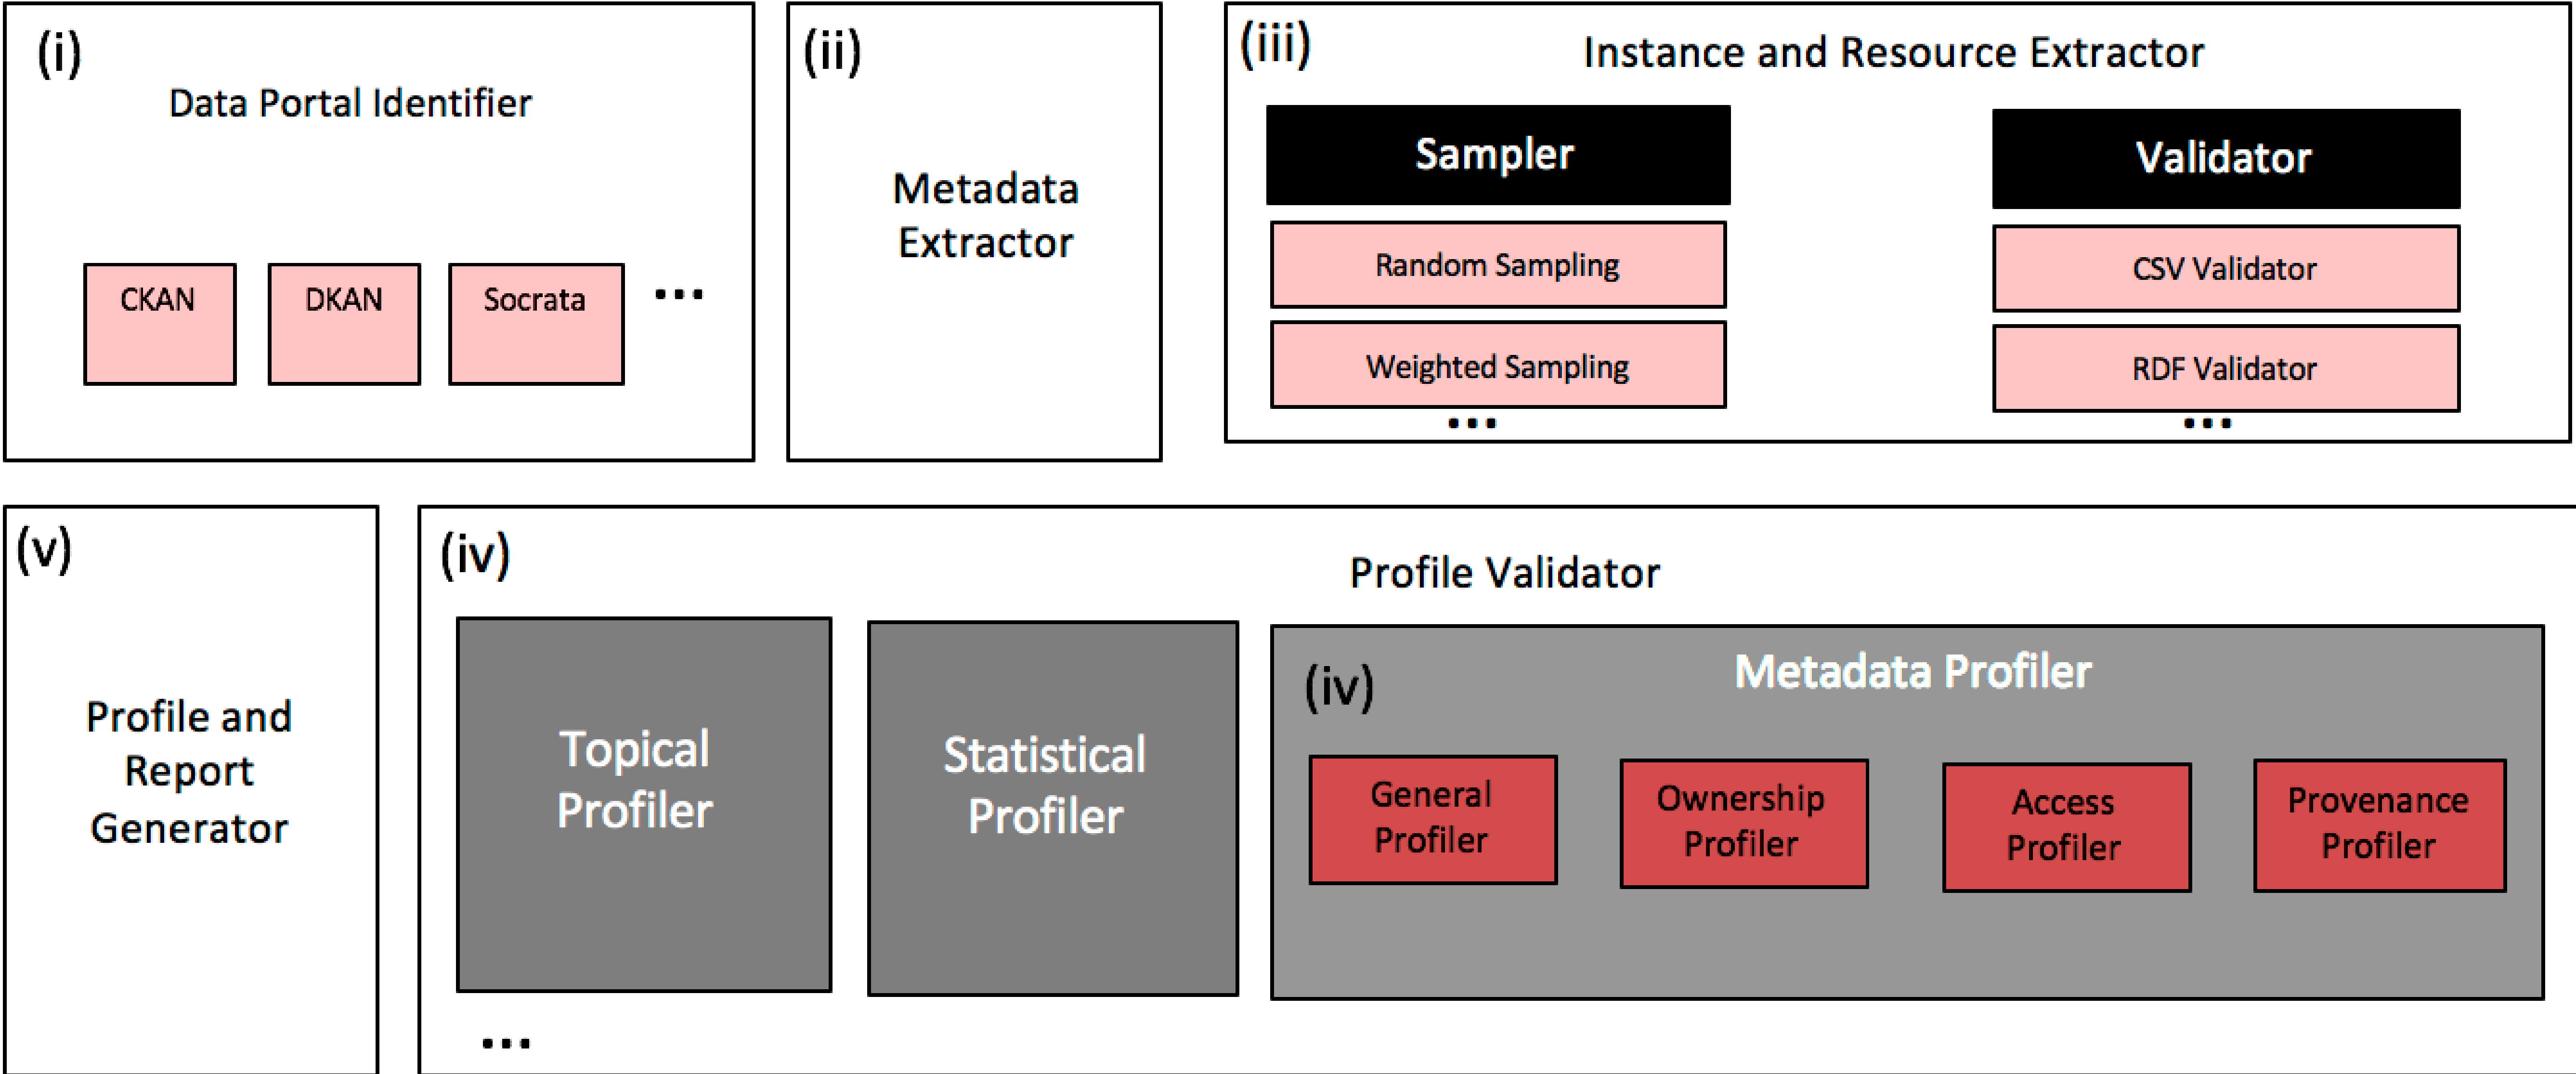 (i)
Data Portal Identifier
CKAN
DKAN
Socrata
...
(ii)
Metadata
Extractor
(iii)
Instance and Resource Extractor
Sampler
Random Sampling
Weighted Sampling
...
Validator
CSV Validator
RDF Validator
...
(v)
Profile and
Report
Generator
(iv)
Profile Validator
Topical
Profiler
Statistical
Profiler
(iv)
Metadata Profiler
General
Profiler
Ownership
Profiler
Access
Profiler
Provenance
Profiler
...